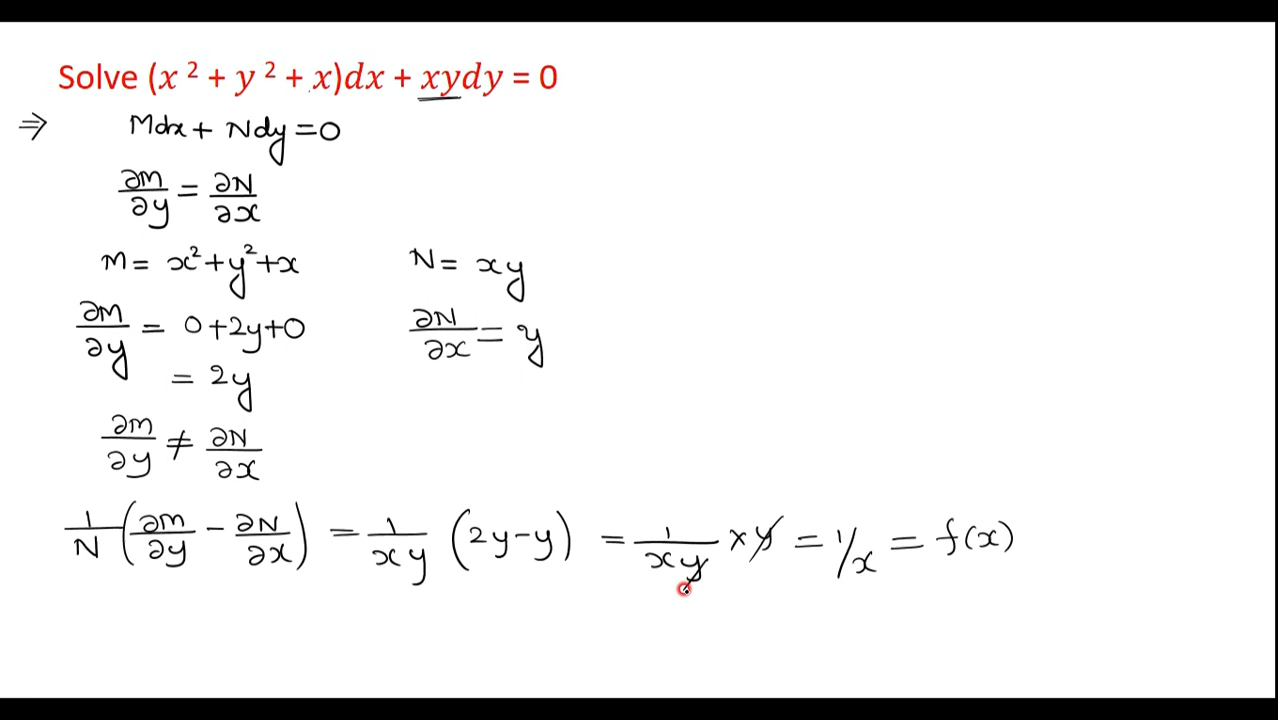 Solve (x² + y² + x)dx + xydy = 0
⇒ Mdx + Ndy = 0
∂M/∂y = ∂N/∂x
M = x² + y² + x    N = xy
∂M/∂y = 0+2y+0    ∂N/∂x = y
= 2y
∂M/∂y ≠ ∂N/∂x
1/N (∂M/∂y − ∂N/∂x) = 1/xy (2y−y) = 1/xy × y = 1/x = f(x)